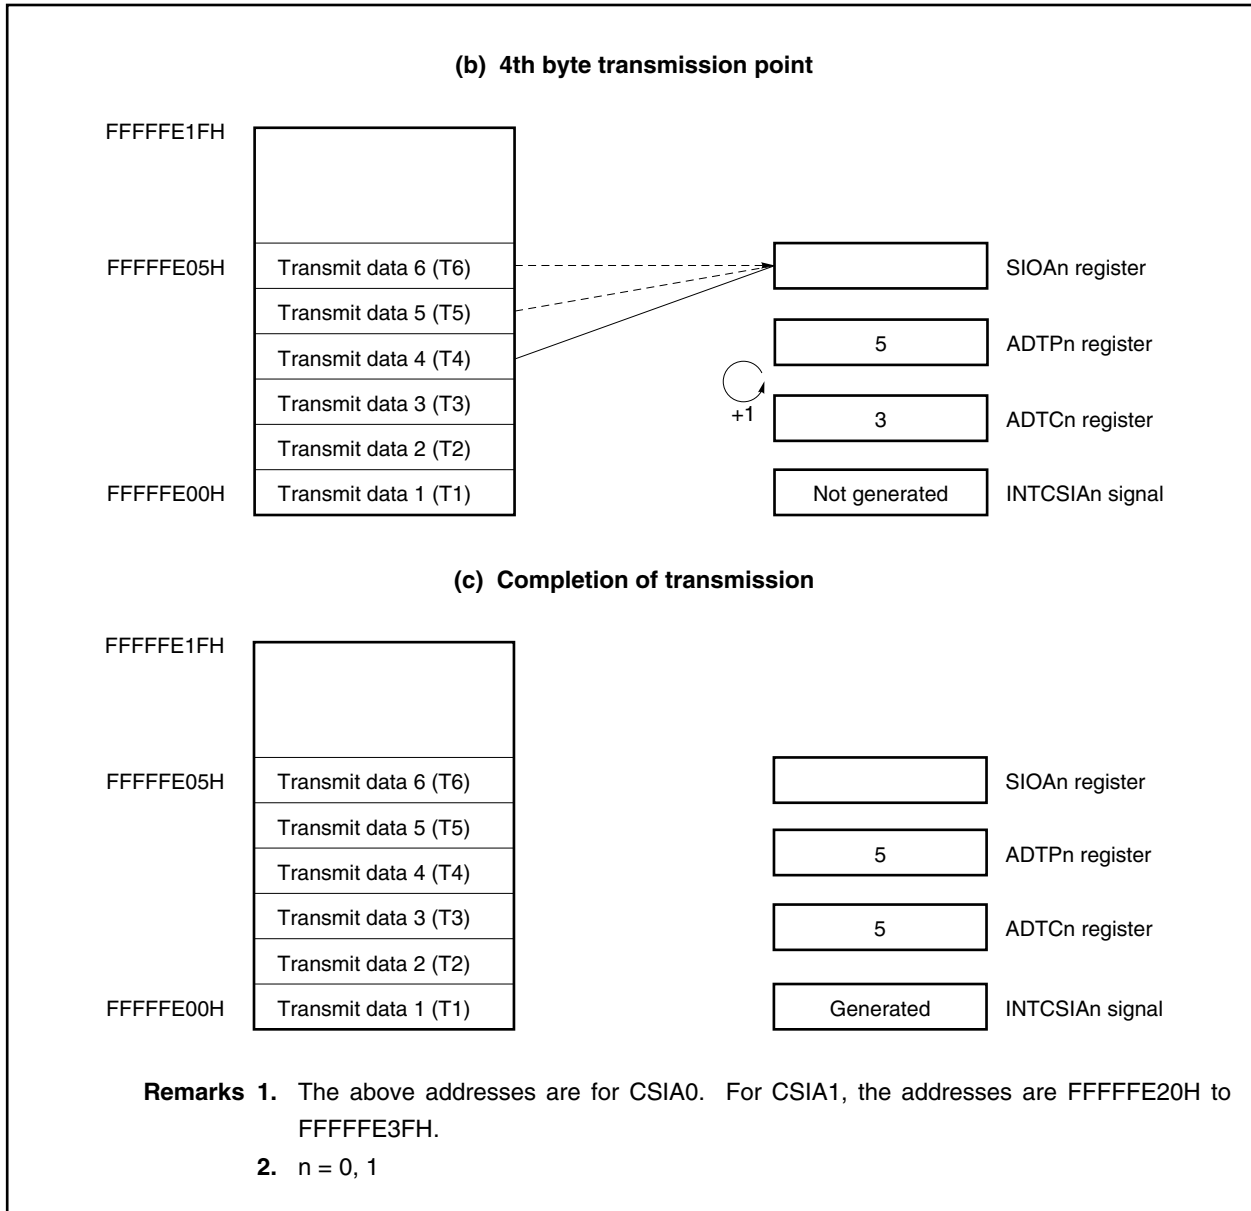 (b) 4th byte transmission point
FFFFFE1FH
FFFFFE05H
Transmit data 6 (T6)
SIOAn register
Transmit data 5 (T5)
5
ADTPn register
Transmit data 4 (T4)
Transmit data 3 (T3)
+1
3
ADTCn register
Transmit data 2 (T2)
FFFFFE00H
Transmit data 1 (T1)
Not generated
INTCSIAn signal
(c) Completion of transmission
FFFFFE1FH
FFFFFE05H
Transmit data 6 (T6)
SIOAn register
Transmit data 5 (T5)
5
ADTPn register
Transmit data 4 (T4)
Transmit data 3 (T3)
5
ADTCn register
Transmit data 2 (T2)
FFFFFE00H
Transmit data 1 (T1)
Generated
INTCSIAn signal
Remarks 1. The above addresses are for CSIA0. For CSIA1, the addresses are FFFFFE20H to
FFFFFE3FH.
2. n = 0, 1